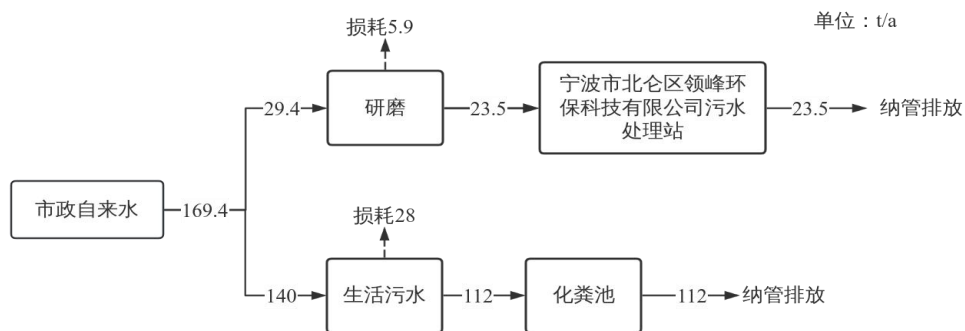 单位：t/a
损耗5.9
29.4
研磨
23.5
宁波市北仑区领峰环
保科技有限公司污水
处理站
23.5
纳管排放
市政自来水
169.4
损耗28
140
生活污水
112
化粪池
112
纳管排放